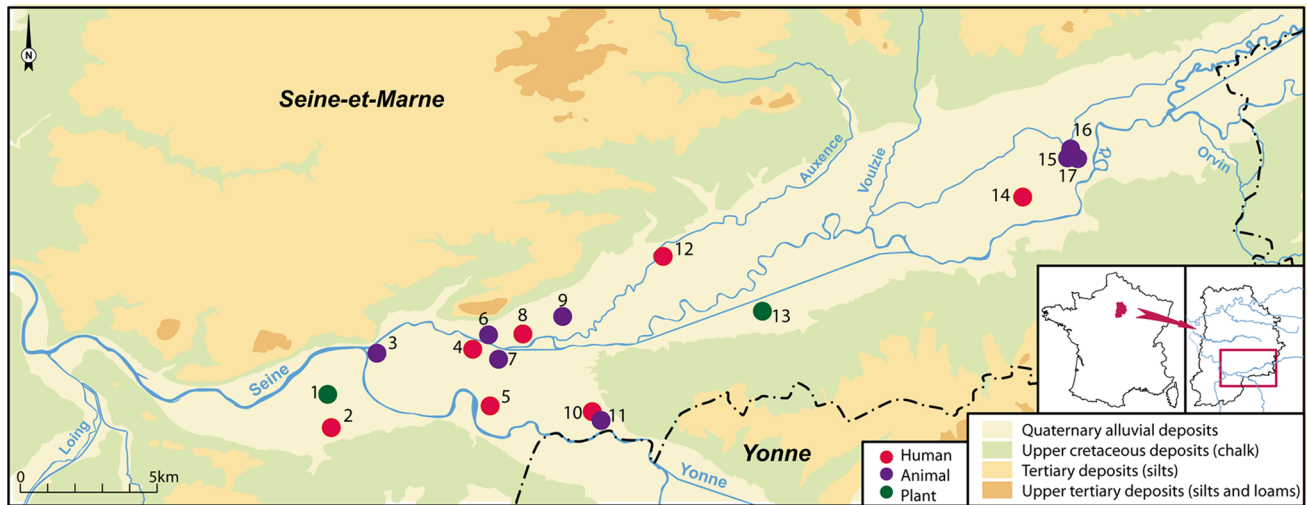 N
Seine-et-Marne
Auxence
Voulzie
Orvin
16
15
17
14
12
13
9
8
6
4
7
3
5
1
2
10
11
Seine
Loing
Yonne
Yonne
0
5km
Human
Animal
Plant
Quaternary alluvial deposits
Upper cretaceous deposits (chalk)
Tertiary deposits (silts)
Upper tertiary deposits (silts and loams)